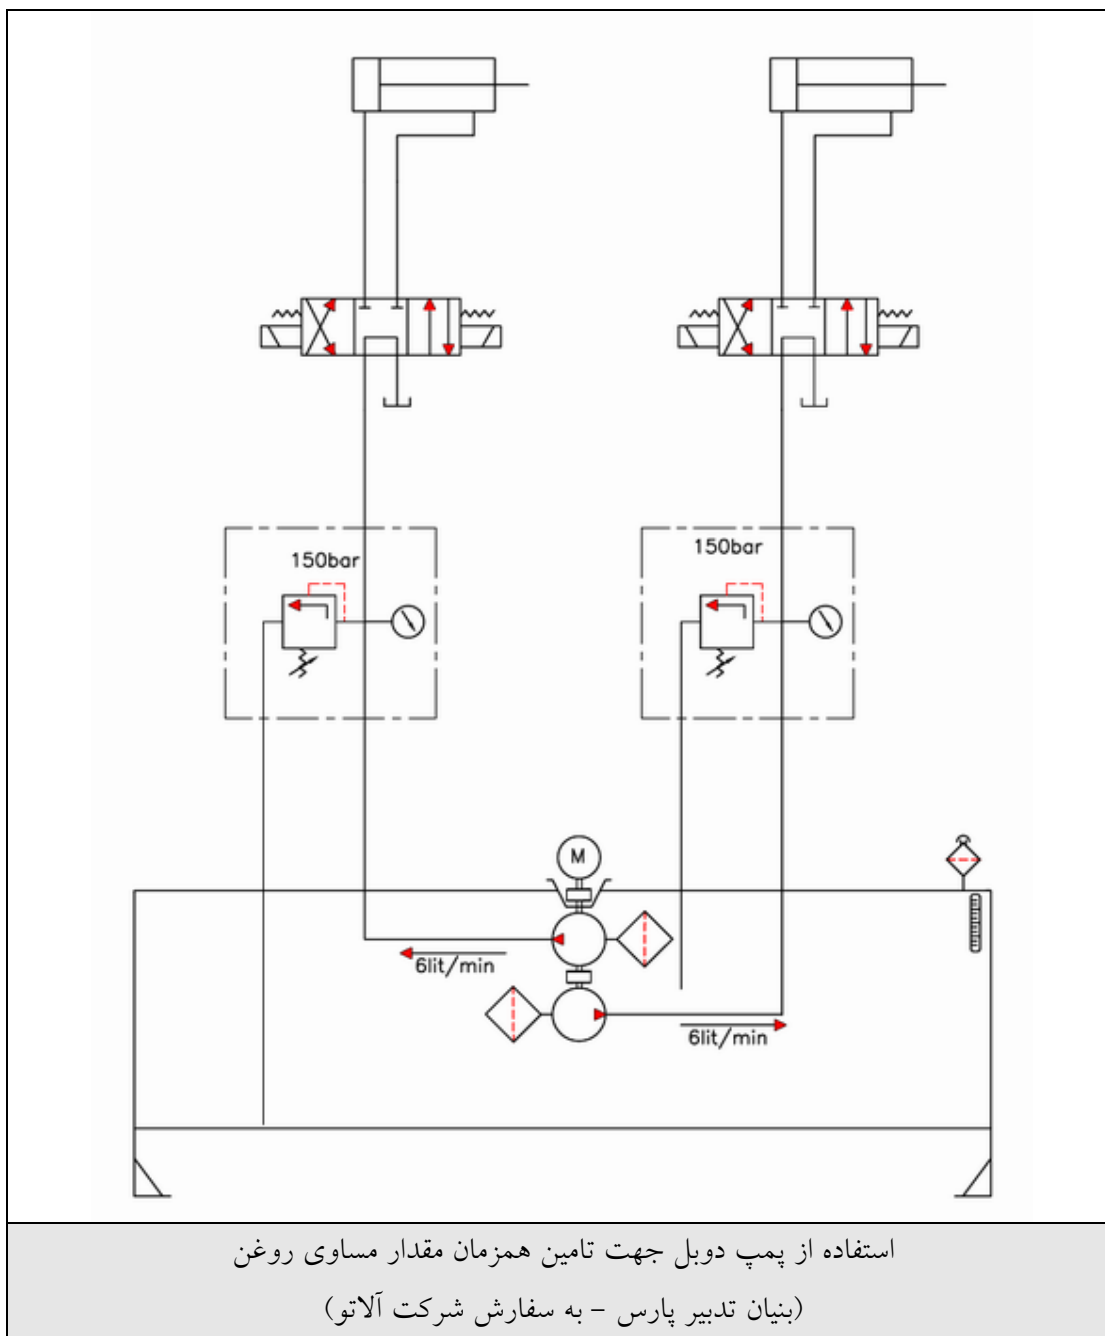 150bar
150bar
M
6lit/min
6lit/min
استفاده از پمپ دوبل جهت تامین همزمان مقدار مساوی روغن
(بنیان تدبیر پارس - به سفارش شرکت آلاتو)